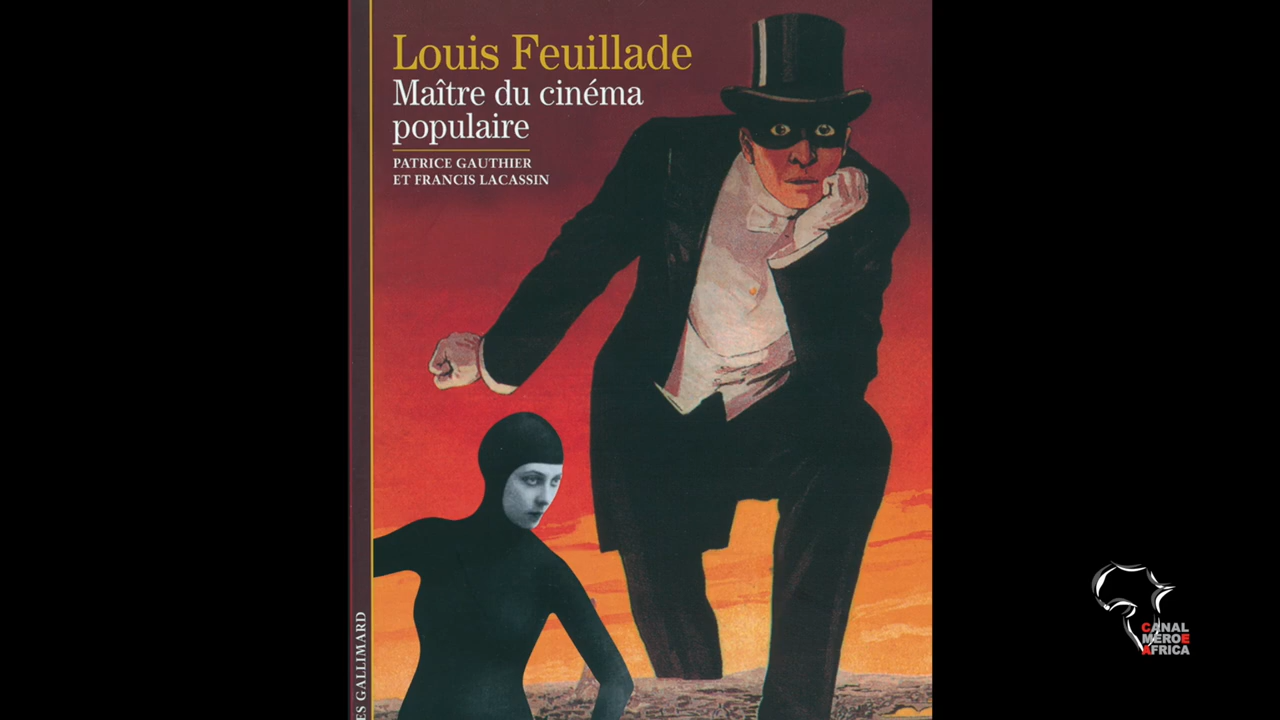 Louis Feuillade
Maître du cinéma
populaire
PATRICE GAUTHIER
ET FRANCIS LACASSIN
ES GALLIMARD
CANAL
MEROE
AFRICA